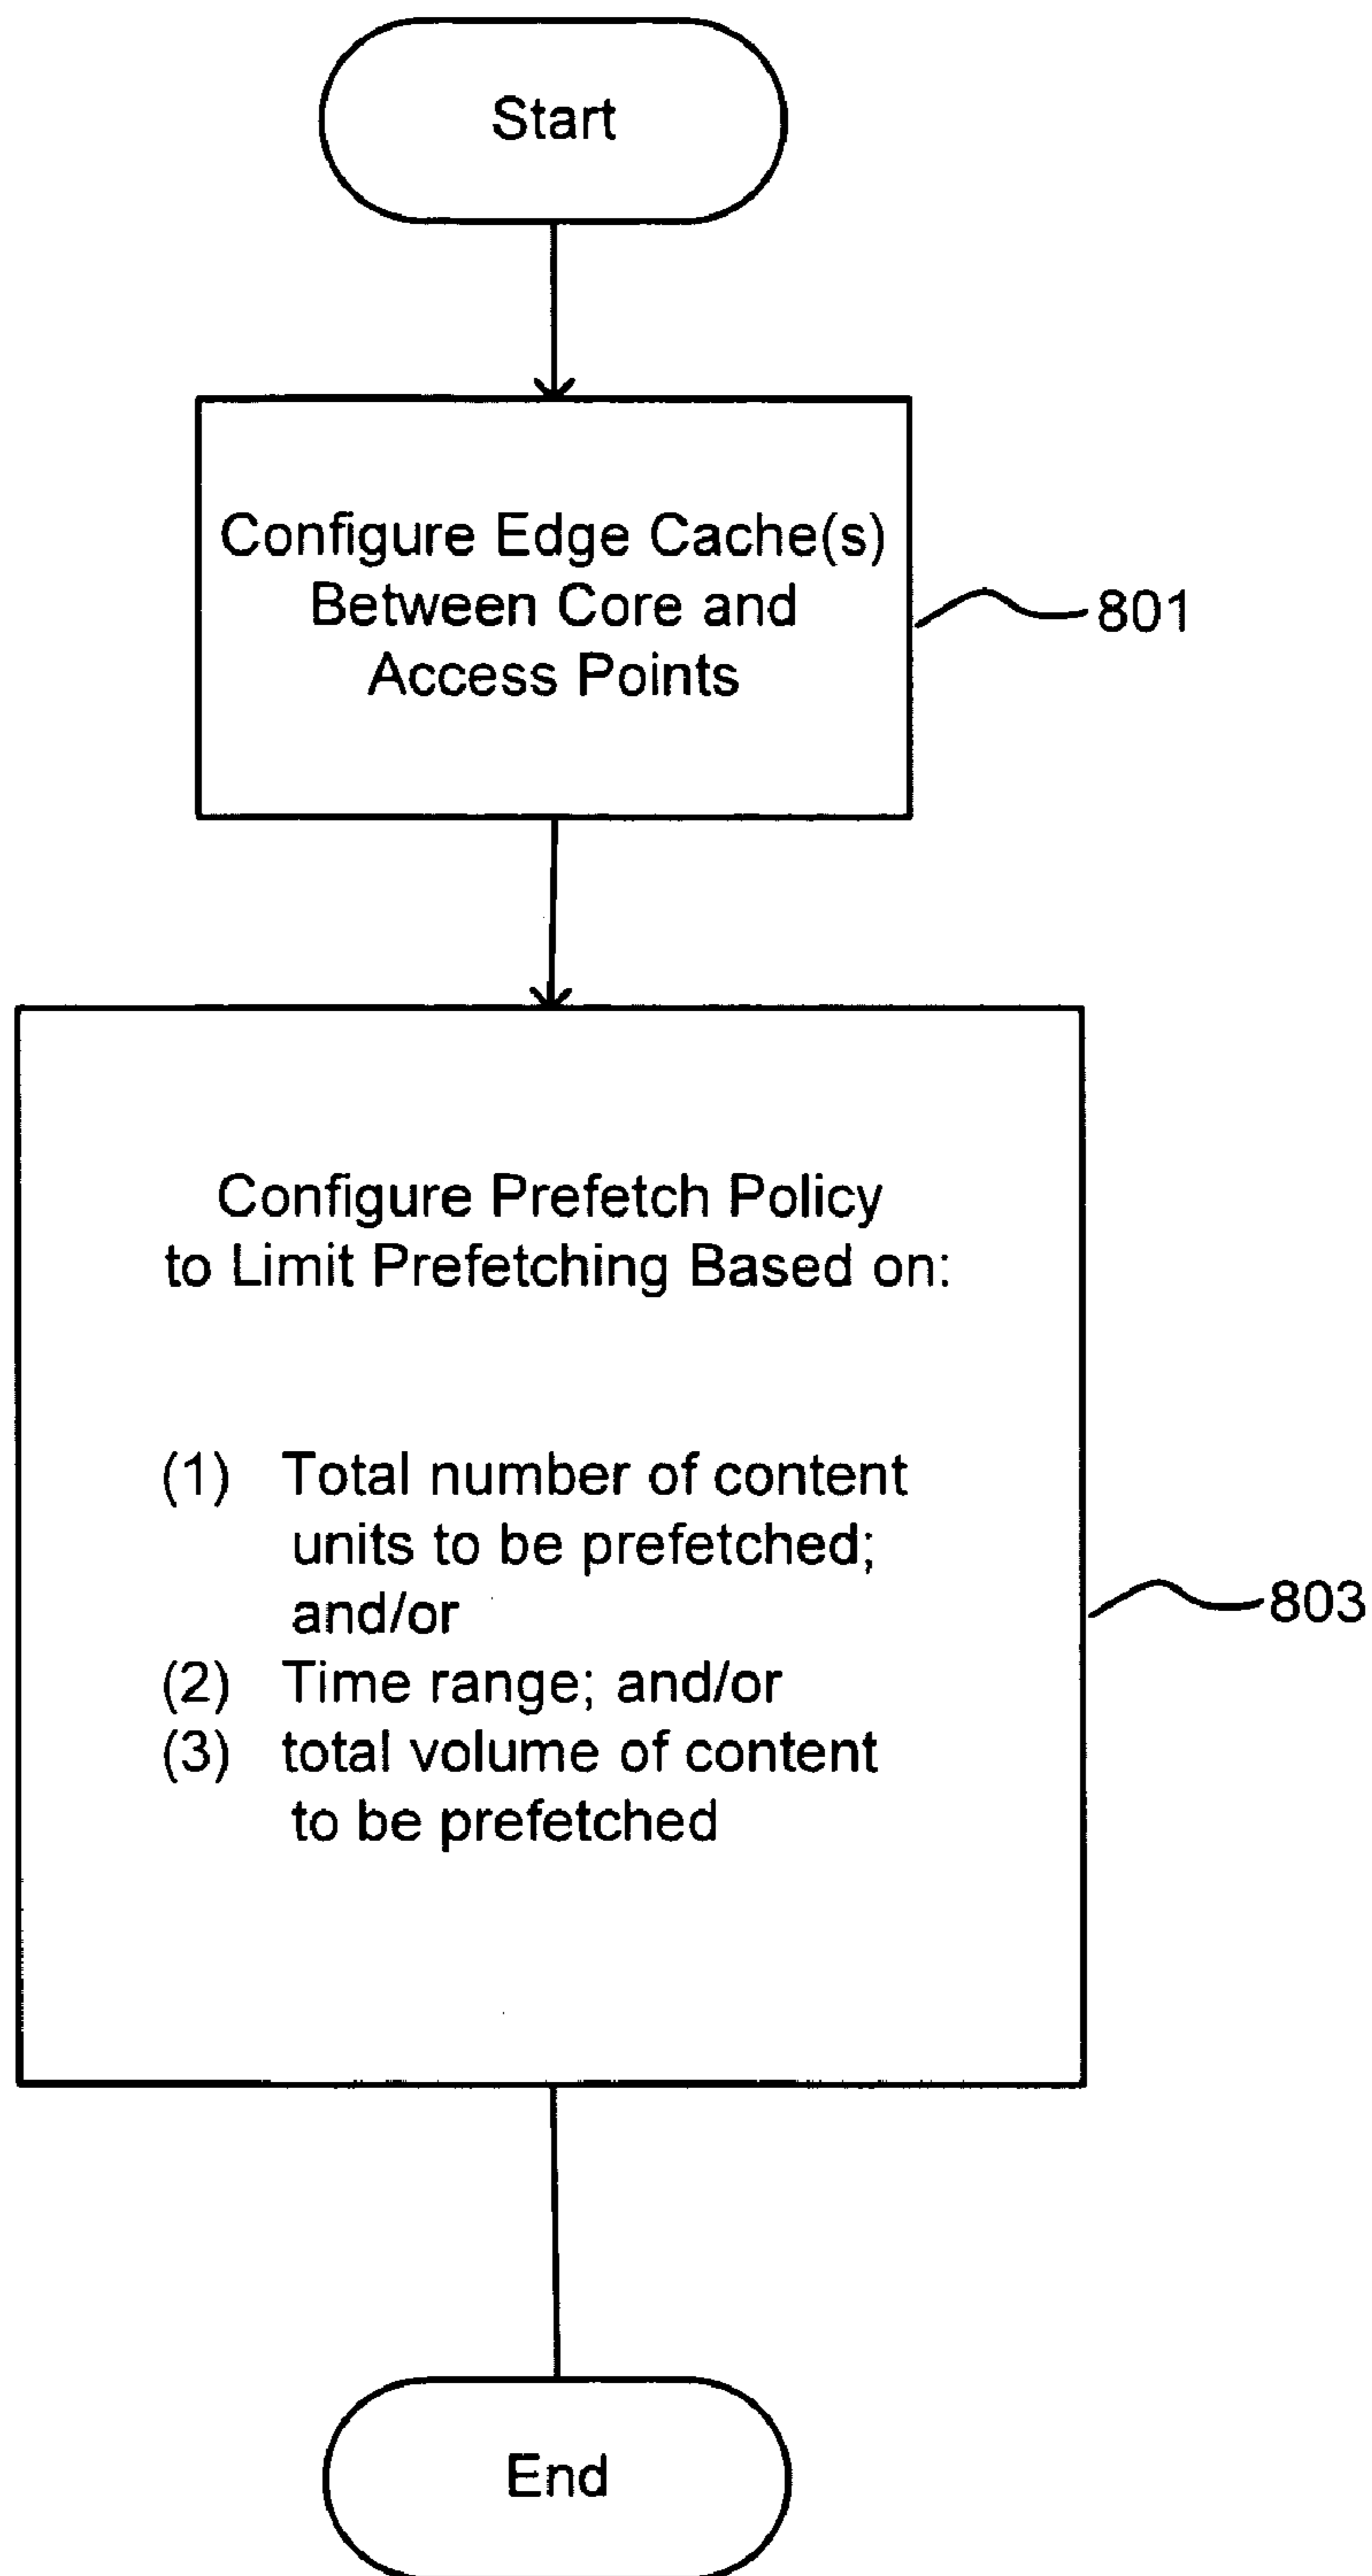 Start
Configure Edge Cache(s)
Between Core and
Access Points
801
Configure Prefetch Policy
to Limit Prefetching Based on:
(1) Total number of content
units to be prefetched;
and/or
(2) Time range; and/or
(3) total volume of content
to be prefetched
803
End